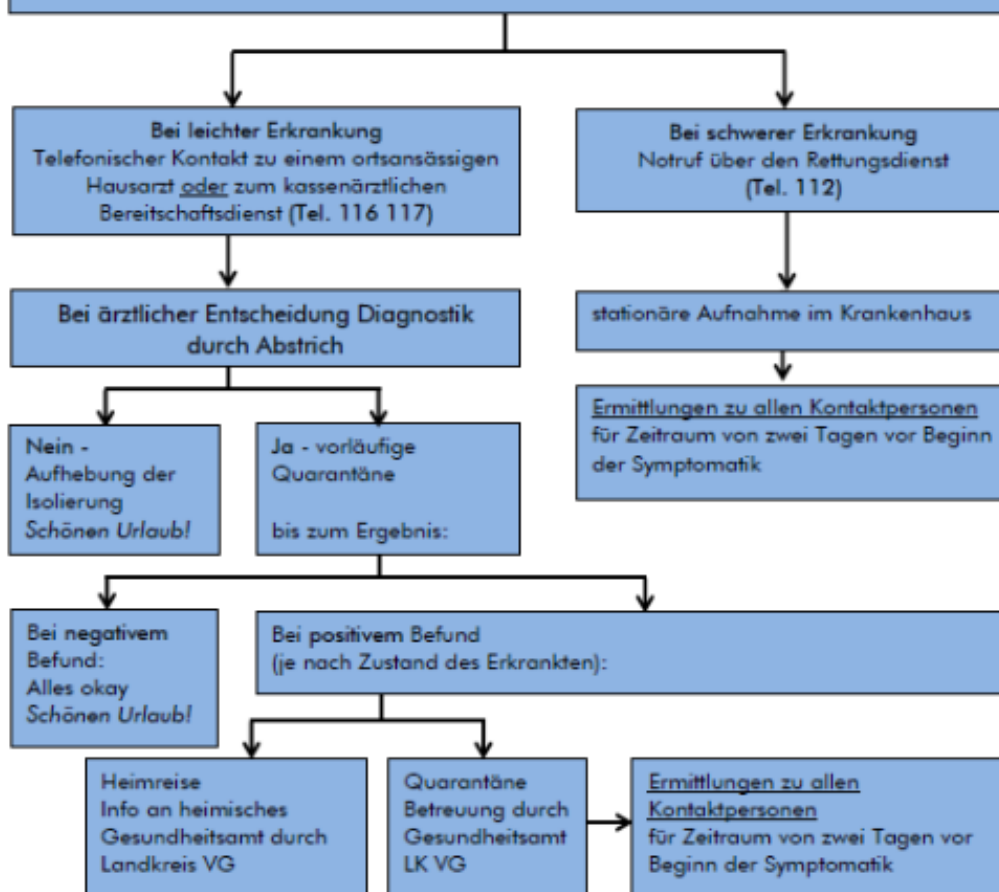 Bei leichter Erkrankung
Telefonischer Kontakt zu einem ortsansässigen
Hausarzt oder zum kassenärztlichen
Bereitschaftsdienst (Tel. 116 117)
Bei schwerer Erkrankung
Notruf über den Rettungsdienst
(Tel. 112)
Bei ärztlicher Entscheidung Diagnostik
durch Abstrich
stationäre Aufnahme im Krankenhaus
Ermittlungen zu allen Kontaktpersonen
für Zeitraum von zwei Tagen vor Beginn
der Symptomatik
Nein -
Aufhebung der
Isolierung
Schönen Urlaub!
Ja - vorläufige
Quarantäne
bis zum Ergebnis:
Bei negativem
Befund:
Alles okay
Schönen Urlaub!
Bei positivem Befund
(je nach Zustand des Erkrankten):
Heimreise
Info an heimisches
Gesundheitsamt durch
Landkreis VG
Quarantäne
Betreuung durch
Gesundheitsamt
LK VG
Ermittlungen zu allen
Kontaktpersonen
für Zeitraum von zwei Tagen vor
Beginn der Symptomatik